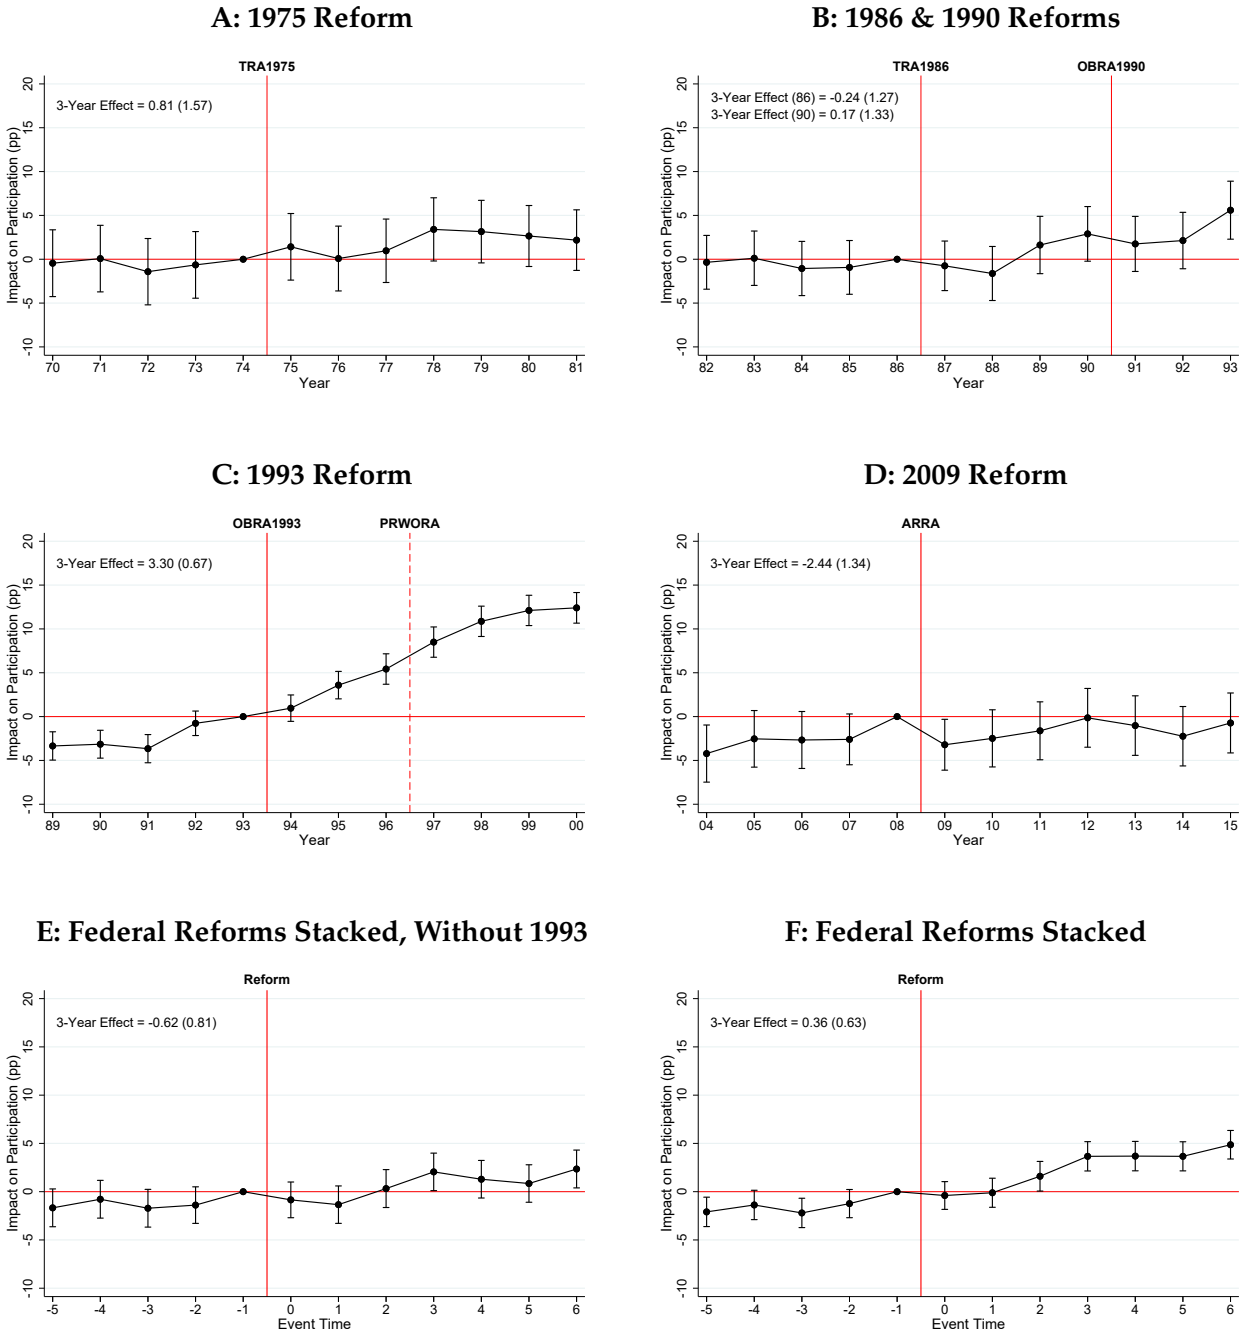 A: 1975 Reform
TRA1975
3-Year Effect = 0.81 (1.57)
Impact on Participation (pp)
20
15
10
5
0
-5
-10
70 71 72 73 74 75 76 77 78 79 80 81
Year
B: 1986 & 1990 Reforms
TRA1986 OBRA1990
3-Year Effect (86) = -0.24 (1.27)
3-Year Effect (90) = 0.17 (1.33)
Impact on Participation (pp)
20
15
10
5
0
-5
-10
82 83 84 85 86 87 88 89 90 91 92 93
Year
C: 1993 Reform
OBRA1993 PRWORA
3-Year Effect = 3.30 (0.67)
Impact on Participation (pp)
20
15
10
5
0
-5
-10
89 90 91 92 93 94 95 96 97 98 99 00
Year
D: 2009 Reform
ARRA
3-Year Effect = -2.44 (1.34)
Impact on Participation (pp)
20
15
10
5
0
-5
-10
04 05 06 07 08 09 10 11 12 13 14 15
Year
E: Federal Reforms Stacked, Without 1993
Reform
3-Year Effect = -0.62 (0.81)
Impact on Participation (pp)
20
15
10
5
0
-5
-10
-5 -4 -3 -2 -1 0 1 2 3 4 5 6
Event Time
F: Federal Reforms Stacked
Reform
3-Year Effect = 0.36 (0.63)
Impact on Participation (pp)
20
15
10
5
0
-5
-10
-5 -4 -3 -2 -1 0 1 2 3 4 5 6
Event Time